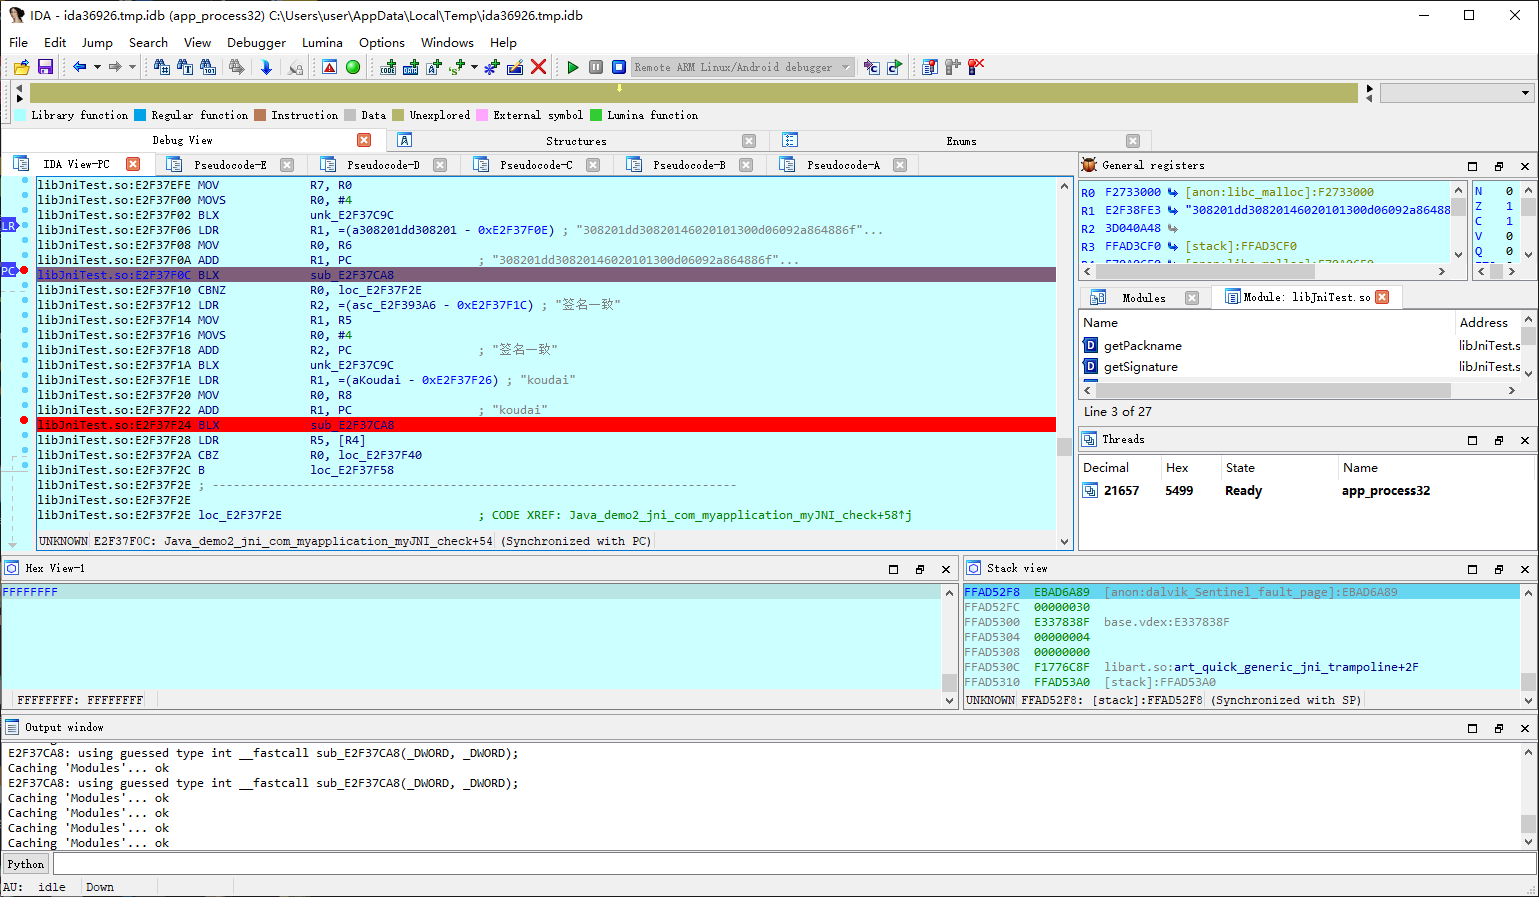 IDA - ida36926.tmp.idb (app_process32) C:\Users\user\AppData\Local\Temp\ida36926.tmp.idb
File Edit Jump Search View Debugger Lumina Options Windows Help
Remote ARM Linux/Android debugger
Library function Regular function Instruction Data Unexplored External symbol Lumina function
Debug View Structures Enums
IDA View-PC Pseudocode-E Pseudocode-D Pseudocode-C Pseudocode-B Pseudocode-A
libJniTest.so:E2F37EFE MOV R7, R0
libJniTest.so:E2F37F00 MOVS R0, #4
libJniTest.so:E2F37F02 BLX unk_E2F37C9C
LR
libJniTest.so:E2F37F06 LDR R1, =(a308201dd308201 - 0xE2F37F0E) ; "308201dd30820146020101300d06092a864886f"...
libJniTest.so:E2F37F08 MOV R0, R6
libJniTest.so:E2F37F0A ADD R1, PC ; "308201dd30820146020101300d06092a864886f"...
PC
libJniTest.so:E2F37F0C BLX sub_E2F37CA8
libJniTest.so:E2F37F10 CBNZ R0, loc_E2F37F2E
libJniTest.so:E2F37F12 LDR R2, =(asc_E2F393A6 - 0xE2F37F1C) ; "签名一致"
libJniTest.so:E2F37F14 MOV R1, R5
libJniTest.so:E2F37F16 MOVS R0, #4
libJniTest.so:E2F37F18 ADD R2, PC ; "签名一致"
libJniTest.so:E2F37F1A BLX unk_E2F37C9C
libJniTest.so:E2F37F1E LDR R1, =(aKoudai - 0xE2F37F26) ; "koudai"
libJniTest.so:E2F37F20 MOV R0, R8
libJniTest.so:E2F37F22 ADD R1, PC ; "koudai"
libJniTest.so:E2F37F24 BLX sub_E2F37CA8
libJniTest.so:E2F37F28 LDR R5, [R4]
libJniTest.so:E2F37F2A CBZ R0, loc_E2F37F40
libJniTest.so:E2F37F2C B loc_E2F37F58
libJniTest.so:E2F37F2E ; ---------------------------------------------------------------------------
libJniTest.so:E2F37F2E
libJniTest.so:E2F37F2E loc_E2F37F2E ; CODE XREF: Java_demo2_jni_com_myapplication_myJNI_check+58↑j
UNKNOWN E2F37F0C: Java_demo2_jni_com_myapplication_myJNI_check+54 (Synchronized with PC)
General registers
R0 F2733000 [anon:libc_malloc]:F2733000
R1 E2F38FE3 "308201dd30820146020101300d06092a86488
R2 3D040A48
R3 FFAD3CF0 [stack]:FFAD3CF0
N 0
Z 1
C 1
V 0
Q 0
Modules Module: libJniTest.so
Name Address
getPackname libJniTest.s
getSignature libJniTest.s
Line 3 of 27
Threads
Decimal Hex State Name
21657 5499 Ready app_process32
Hex View-1
FFFFFFFF
FFFFFFFF: FFFFFFFF
Stack view
FFAD52F8 EBAD6A89 [anon:dalvik_Sentinel_fault_page]:EBAD6A89
FFAD52FC 00000030
FFAD5300 E337838F base.vdex:E337838F
FFAD5304 00000004
FFAD5308 00000000
FFAD530C F1776C8F libart.so:art_quick_generic_jni_trampoline+2F
FFAD5310 FFAD53A0 [stack]:FFAD53A0
UNKNOWN FFAD52F8: [stack]:FFAD52F8 (Synchronized with SP)
Output window
E2F37CA8: using guessed type int __fastcall sub_E2F37CA8(_DWORD, _DWORD);
Caching 'Modules'... ok
E2F37CA8: using guessed type int __fastcall sub_E2F37CA8(_DWORD, _DWORD);
Caching 'Modules'... ok
Caching 'Modules'... ok
Caching 'Modules'... ok
Caching 'Modules'... ok
Python
AU: idle Down